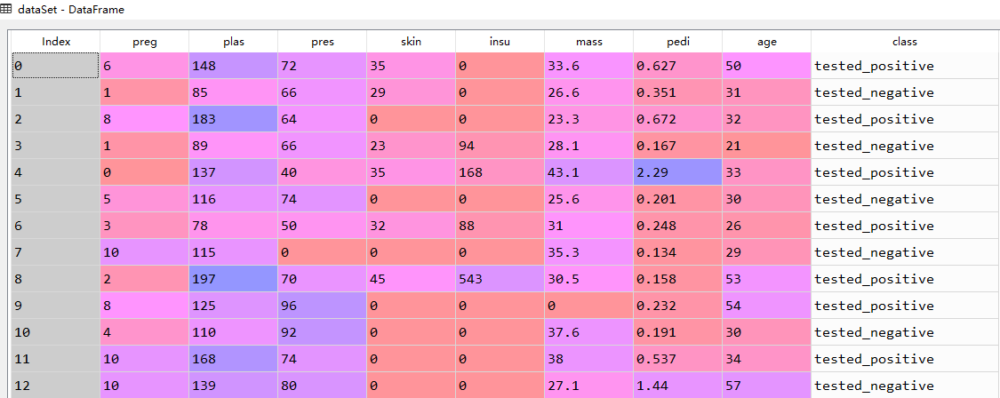 dataSet - DataFrame
Index preg plas pres skin insu mass pedi age class
0 6 148 72 35 0 33.6 0.627 50 tested_positive
1 1 85 66 29 0 26.6 0.351 31 tested_negative
2 8 183 64 0 0 23.3 0.672 32 tested_positive
3 1 89 66 23 94 28.1 0.167 21 tested_negative
4 0 137 40 35 168 43.1 2.29 33 tested_positive
5 5 116 74 0 0 25.6 0.201 30 tested_negative
6 3 78 50 32 88 31 0.248 26 tested_positive
7 10 115 0 0 0 35.3 0.134 29 tested_negative
8 2 197 70 45 543 30.5 0.158 53 tested_positive
9 8 125 96 0 0 0 0.232 54 tested_positive
10 4 110 92 0 0 37.6 0.191 30 tested_negative
11 10 168 74 0 0 38 0.537 34 tested_positive
12 10 139 80 0 0 27.1 1.44 57 tested_negative